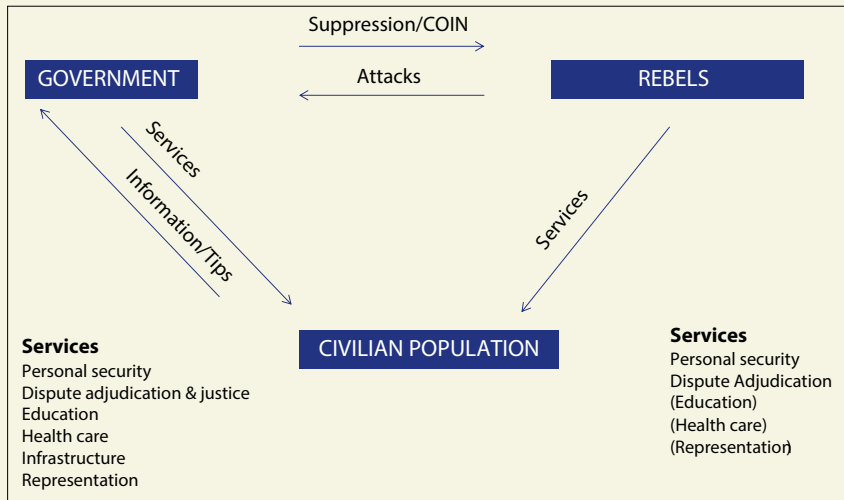 Suppression/COIN
GOVERNMENT
Attacks
REBELS
Services
Information/Tips
Services
CIVILIAN POPULATION
Services
Personal security
Dispute adjudication & justice
Education
Health care
Infrastructure
Representation
Services
Personal security
Dispute Adjudication
(Education)
(Health care)
(Representation)